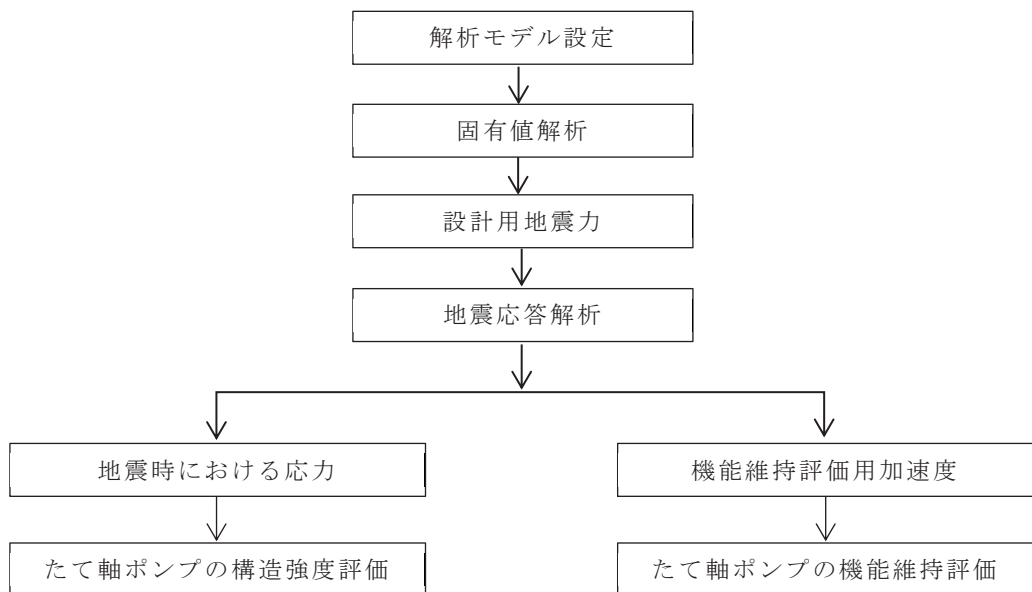 解析モデル設定
固有値解析
設計用地震力
地震応答解析
地震時における応力
機能維持評価用加速度
たて軸ポンプの構造強度評価
たて軸ポンプの機能維持評価